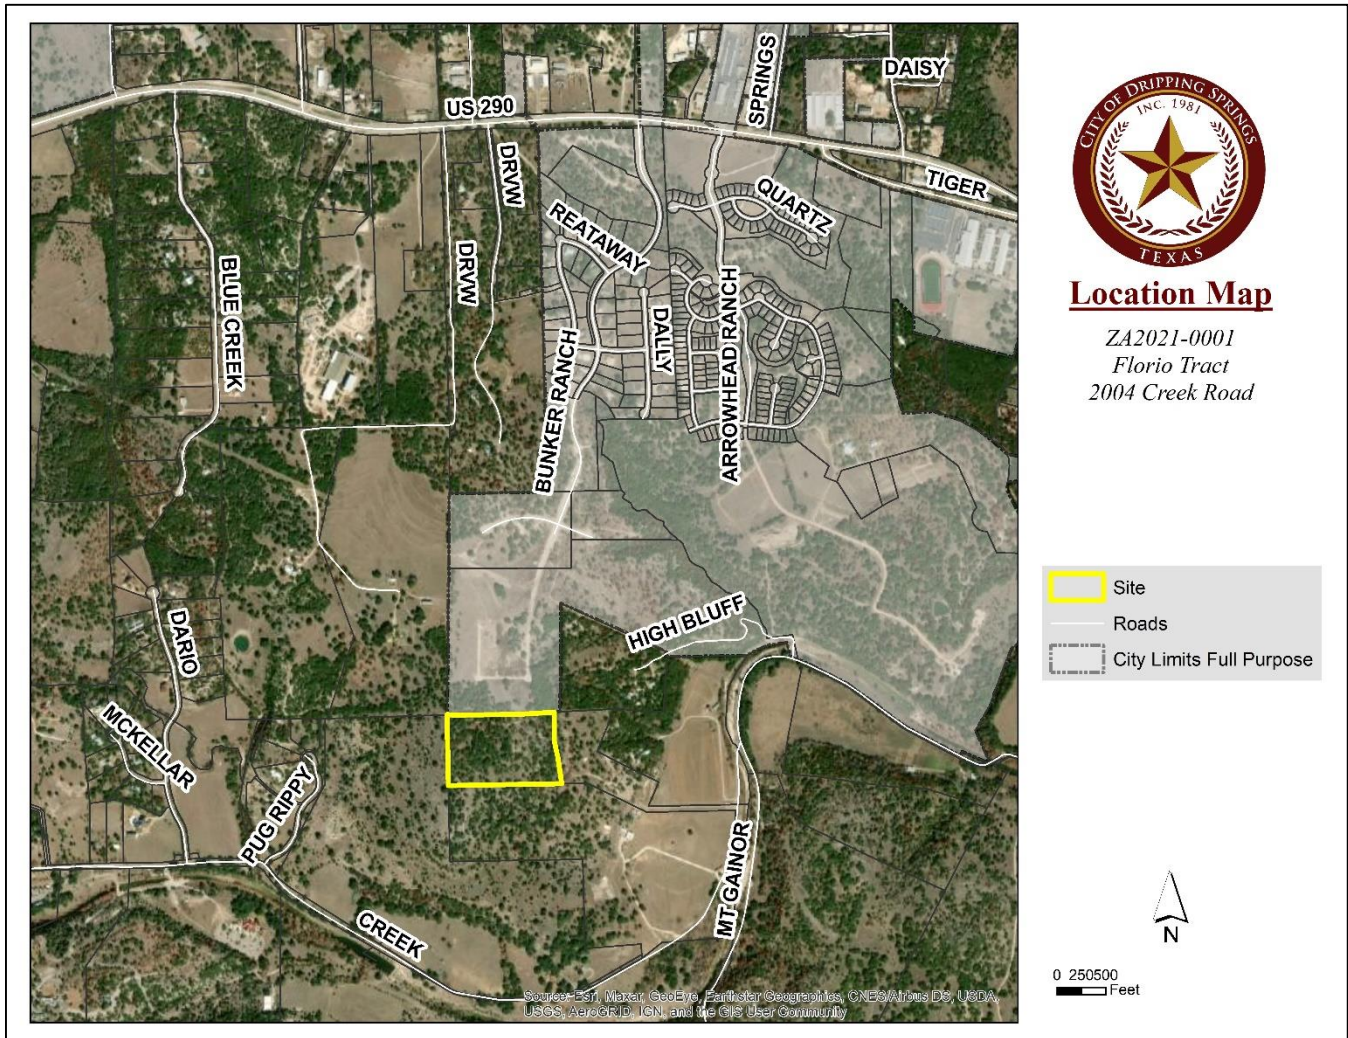 CITY OF DRIPPING SPRINGS
INC. 1981
TEXAS
Location Map
ZA2021-0001
Florio Tract
2004 Creek Road
Site
Roads
City Limits Full Purpose
N
0 250500
Feet
US 290
SPRINGS
DAISY
TIGER
DRVW
DRVW
QUARTZ
REATAWAY
BLUE CREEK
DALLY
ARROWHEAD RANCH
BUNKER RANCH
HIGH BLUFF
DARIO
MCKELLAR
PUG RIPPY
MT GAINOR
CREEK
Source: Esri, Maxar, GeoEye, Earthstar Geographics, CNES/Airbus DS, USDA,
USGS, AeroGRID, IGN, and the GIS User Community